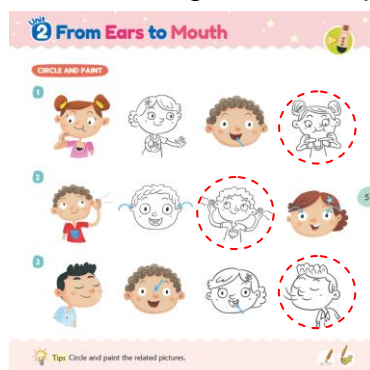 Unit
2 From Ears to Mouth
CIRCLE AND PAINT
1
2
5
3
Tips Circle and paint the related pictures.